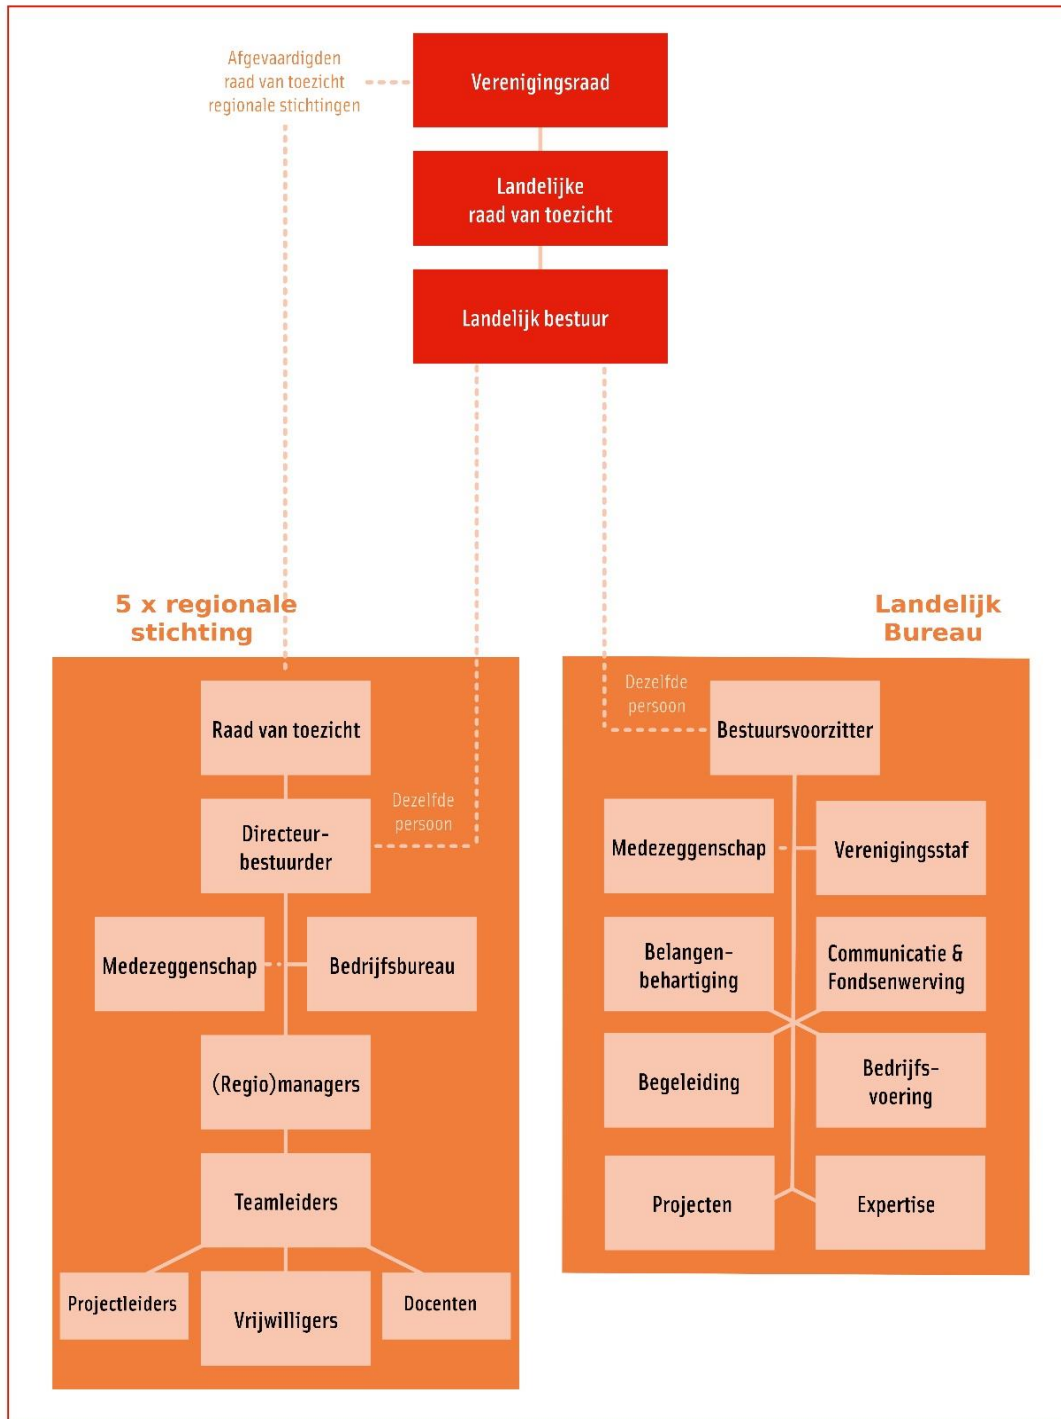 Afgevaardigden
raad van toezicht
regionale stichtingen
Verenigingsraad
Landelijke
raad van toezicht
Landelijk bestuur
5 x regionale
stichting
Raad van toezicht
Directeur-
bestuurder
Dezelfde
persoon
Medezeggenschap
Bedrijfsbureau
(Regio)managers
Teamleiders
Projectleiders
Vrijwilligers
Docenten
Landelijk
Bureau
Dezelfde
persoon
Bestuursvoorzitter
Medezeggenschap
Verenigingsstaf
Belangen-
behartiging
Communicatie &
Fondsenwerving
Begeleiding
Bedrijfs-
voering
Projecten
Expertise